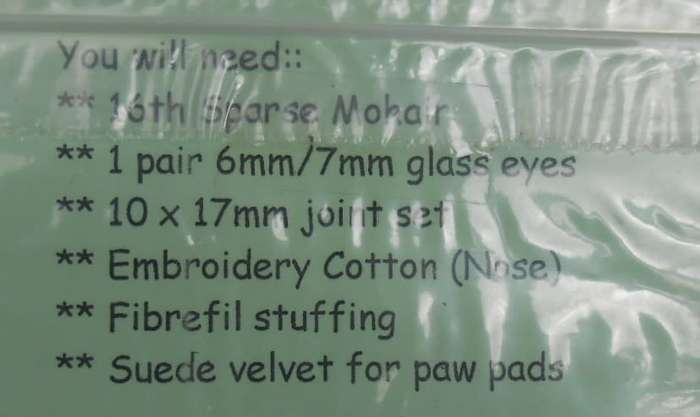 You will need::
** 16th Sparse Mohair
** 1 pair 6mm/7mm glass eyes
** 10 x 17mm joint set
** Embroidery Cotton (Nose)
** Fibrefil stuffing
** Suede velvet for paw pads